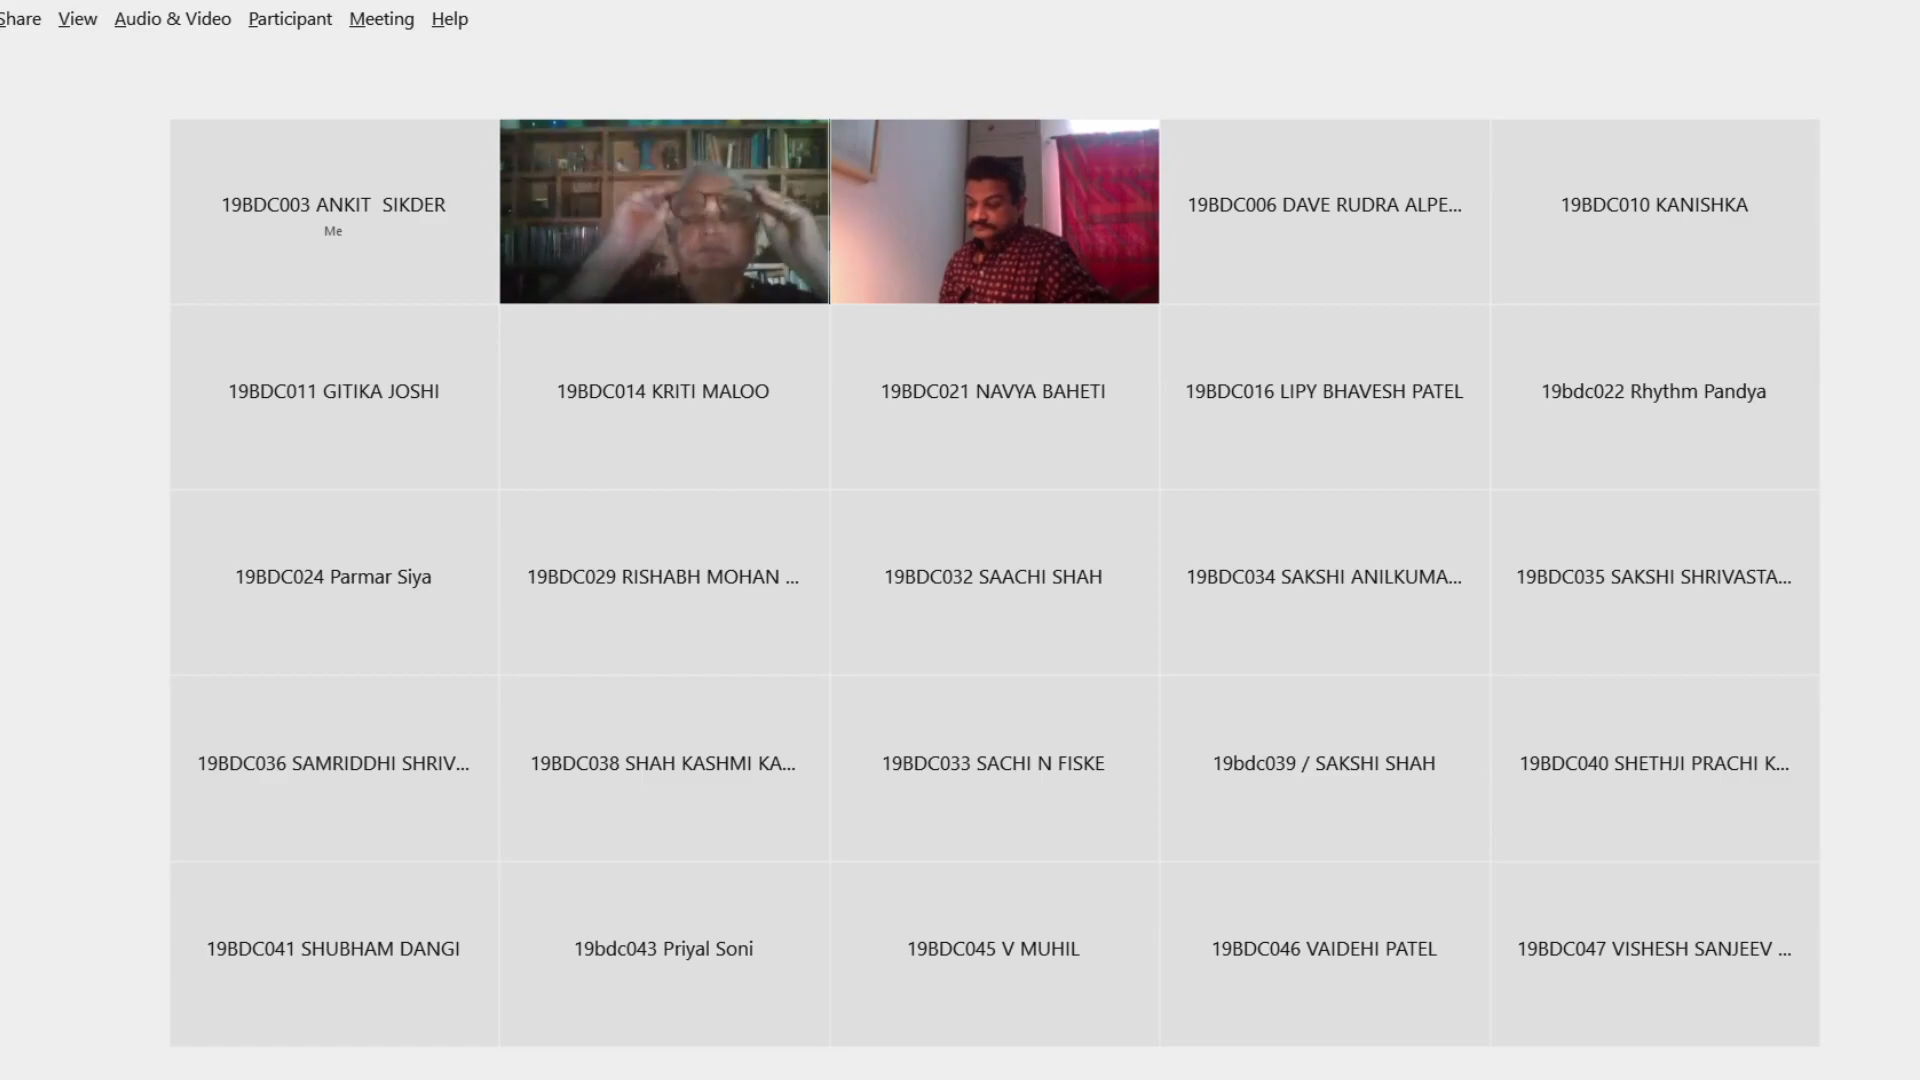 Share View Audio & Video Participant Meeting Help
19BDC003 ANKIT SIKDER
Me
19BDC006 DAVE RUDRA ALPE...
19BDC010 KANISHKA
19BDC011 GITIKA JOSHI
19BDC014 KRITI MALOO
19BDC021 NAVYA BAHETI
19BDC016 LIPY BHAVESH PATEL
19bdc022 Rhythm Pandya
19BDC024 Parmar Siya
19BDC029 RISHABH MOHAN ...
19BDC032 SAACHI SHAH
19BDC034 SAKSHI ANILKUMA...
19BDC035 SAKSHI SHRIVASTA...
19BDC036 SAMRIDDHI SHRIV...
19BDC038 SHAH KASHMI KA...
19BDC033 SACHI N FISKE
19bdc039 / SAKSHI SHAH
19BDC040 SHETHJI PRACHI K...
19BDC041 SHUBHAM DANGI
19bdc043 Priyal Soni
19BDC045 V MUHIL
19BDC046 VAIDEHI PATEL
19BDC047 VISHESH SANJEEV ...